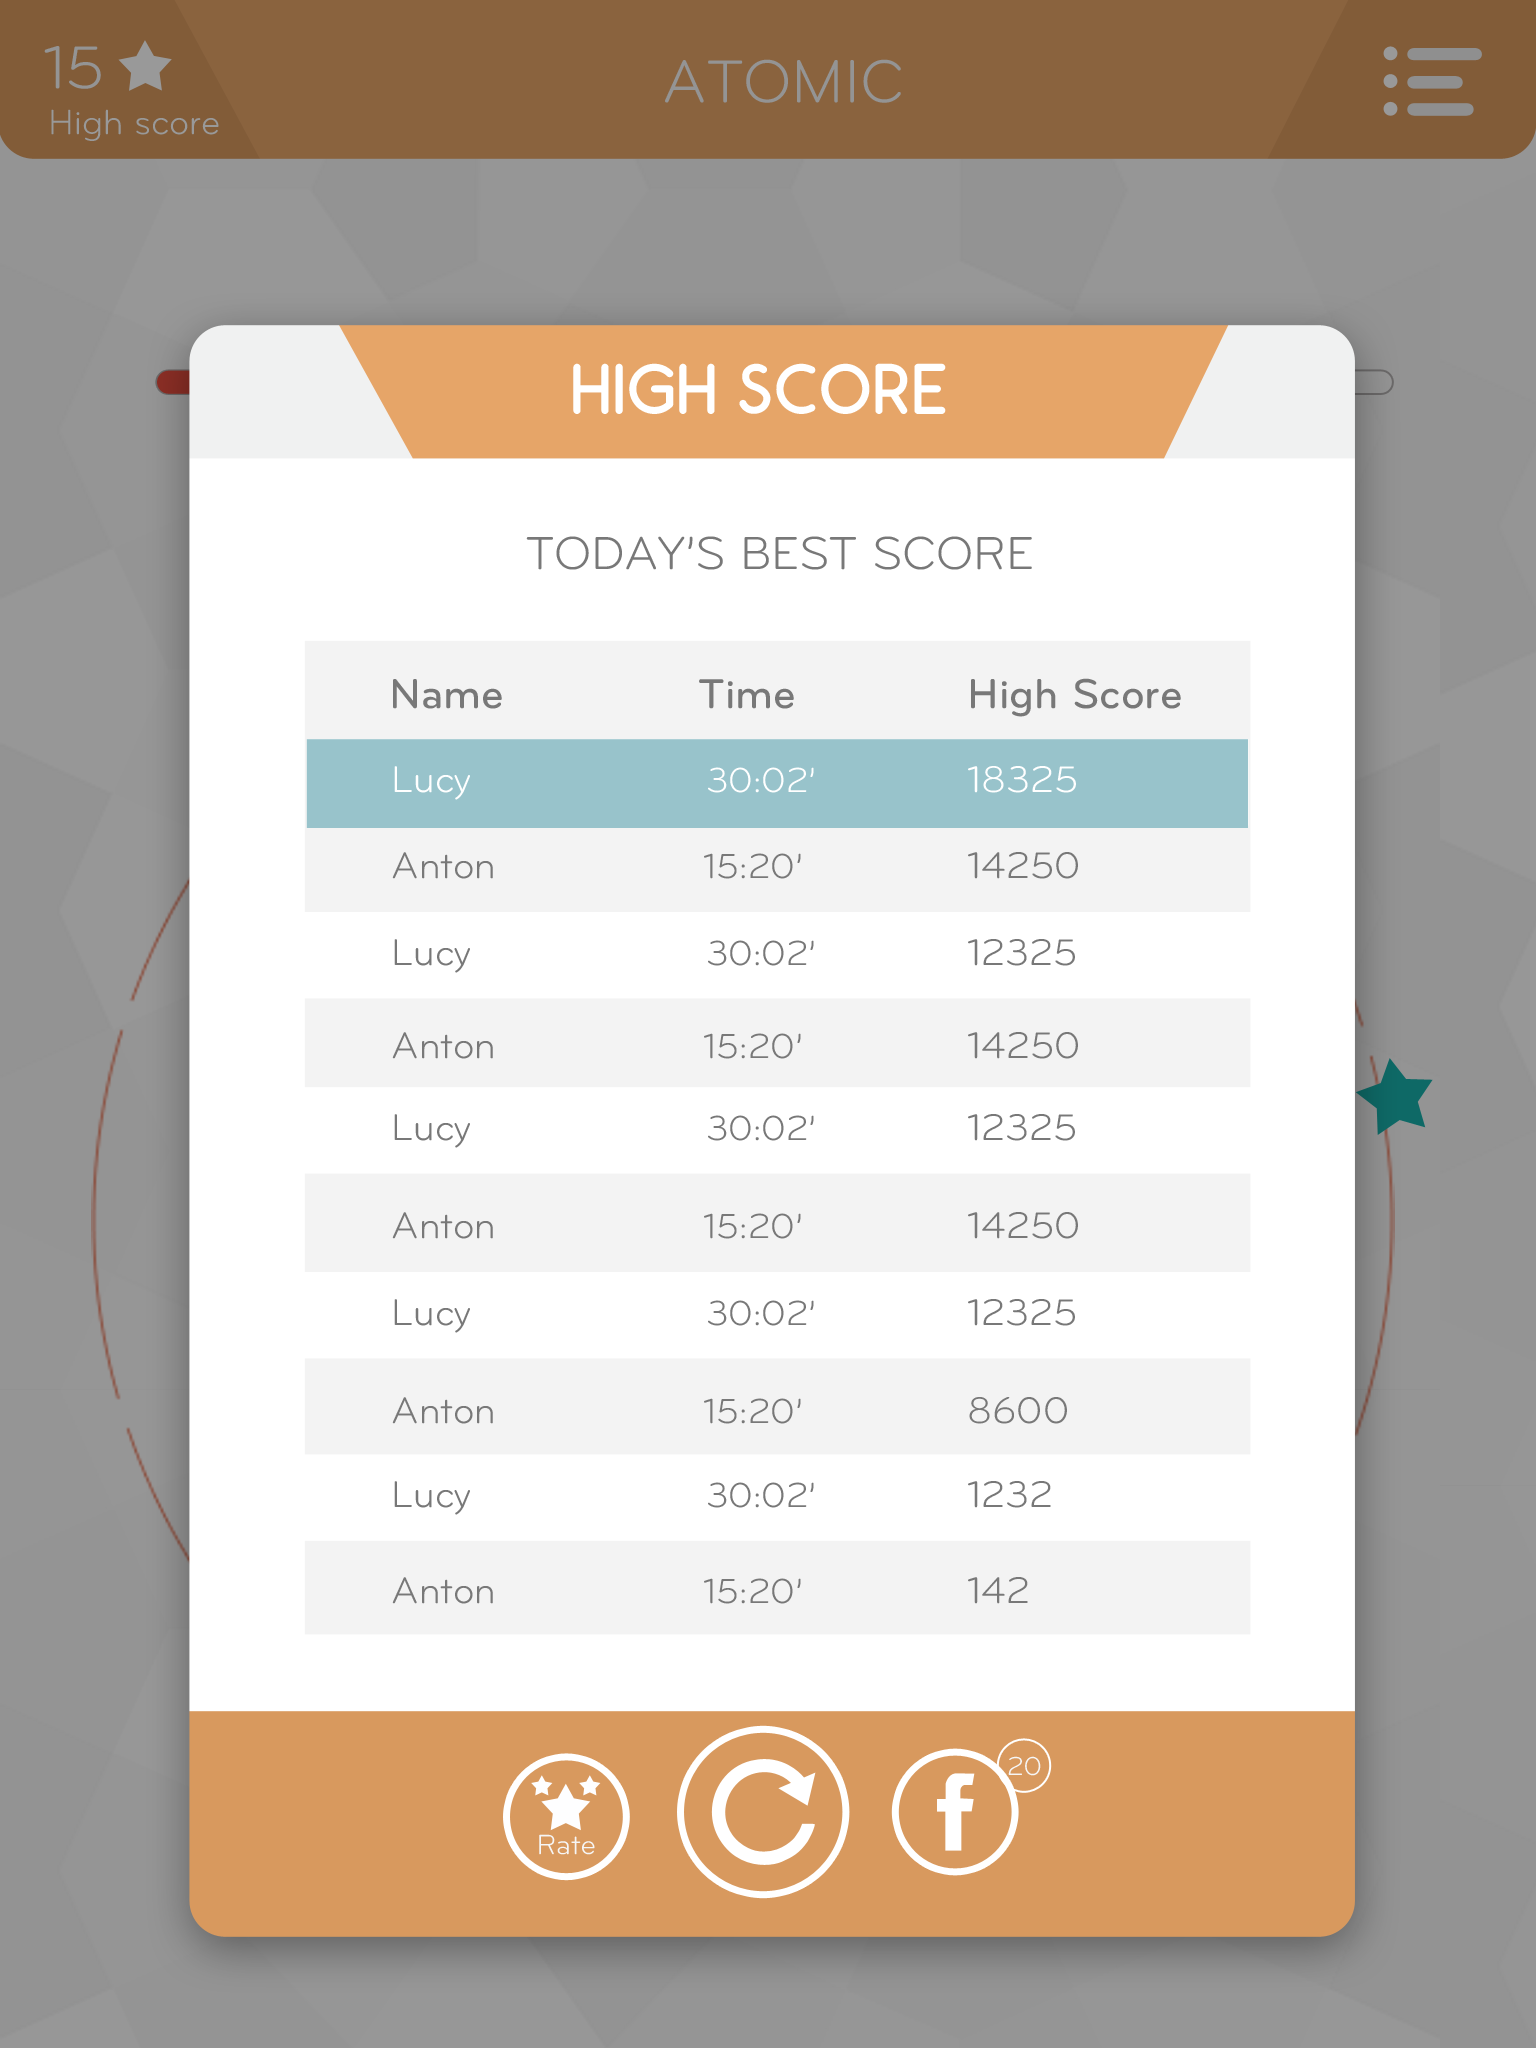 15
High score
ATOMIC
HIGH SCORE
TODAY'S BEST SCORE
Name Time High Score
Lucy 30:02' 18325
Anton 15:20' 14250
Lucy 30:02' 12325
Anton 15:20' 14250
Lucy 30:02' 12325
Anton 15:20' 14250
Lucy 30:02' 12325
Anton 15:20' 8600
Lucy 30:02' 1232
Anton 15:20' 142
Rate
f
20